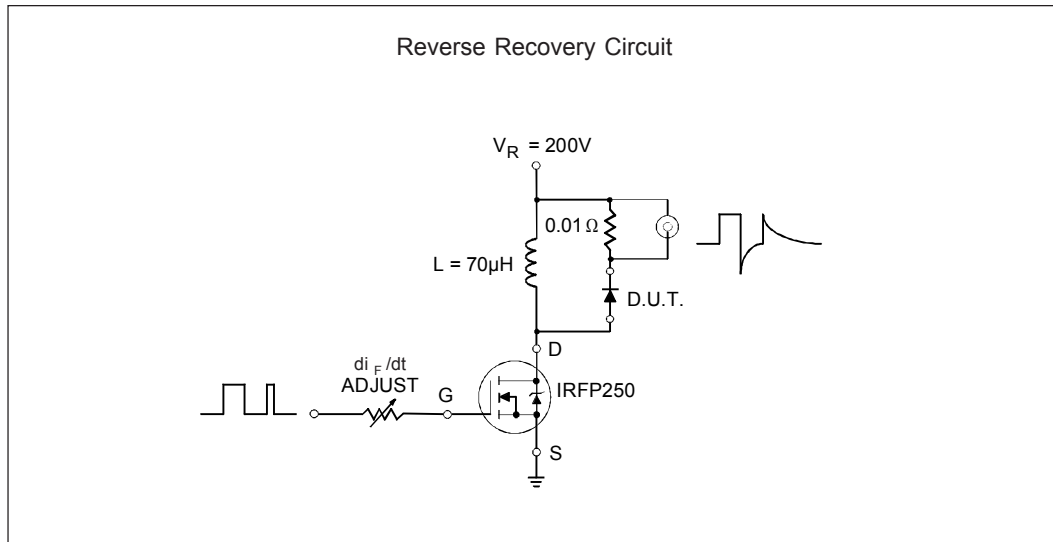 Reverse Recovery Circuit
V_R = 200V
0.01 Ω
L = 70µH
D.U.T.
D
di_F/dt
ADJUST
G
IRFP250
S